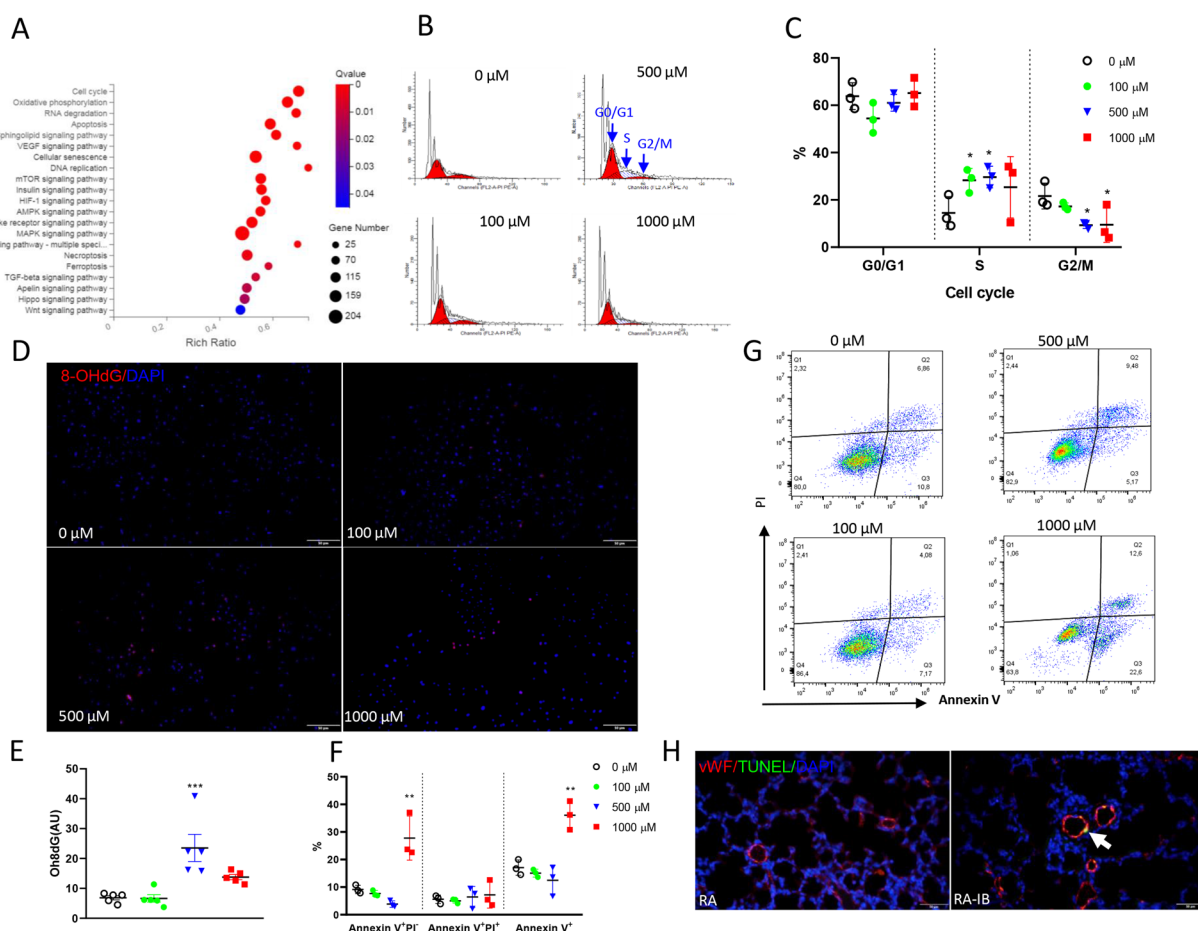 A
Qvalue
0
0.01
0.02
0.03
0.04
Gene Number
25
70
115
159
204
Cell cycle
Oxidative phosphorylation
RNA degradation
Apoptosis
phingolipid signaling pathway
VEGF signaling pathway
Cellular senescence
DNA replication
mTOR signaling pathway
Insulin signaling pathway
HIF-1 signaling pathway
AMPK signaling pathway
ke receptor signaling pathway
MAPK signaling pathway
ing pathway - multiple speci...
Necroptosis
Ferroptosis
TGF-beta signaling pathway
Apelin signaling pathway
Hippo signaling pathway
Wnt signaling pathway
0 0.2 0.4 0.6
Rich Ratio
B
0 μM
500 μM
G0/G1
S
G2/M
100 μM
1000 μM
Number
Channels (FL2-A-PI PE-A)
C
0 μM
100 μM
500 μM
1000 μM
80
60
40
20
0
%
* *
*
*
G0/G1 S G2/M
Cell cycle
D
8-OHdG/DAPI
0 μM
100 μM
500 μM
1000 μM
E
50
40
30
20
10
0
Oh8dG(AU)
***
F
0 μM
100 μM
500 μM
1000 μM
50
40
30
20
10
0
%
**
**
Annexin V⁺PI⁻ Annexin V⁺PI⁺ Annexin V⁺
G
0 μM
Q1
2,32
Q2
6,86
Q4
80,0
Q3
10,8
500 μM
Q1
2,44
Q2
9,48
Q4
82,9
Q3
5,17
100 μM
Q1
2,41
Q2
4,08
Q4
86,4
Q3
7,17
1000 μM
Q1
1,06
Q2
12,6
Q4
63,8
Q3
22,6
PI
Annexin V
H
vWF/TUNEL/DAPI
RA
RA-IB